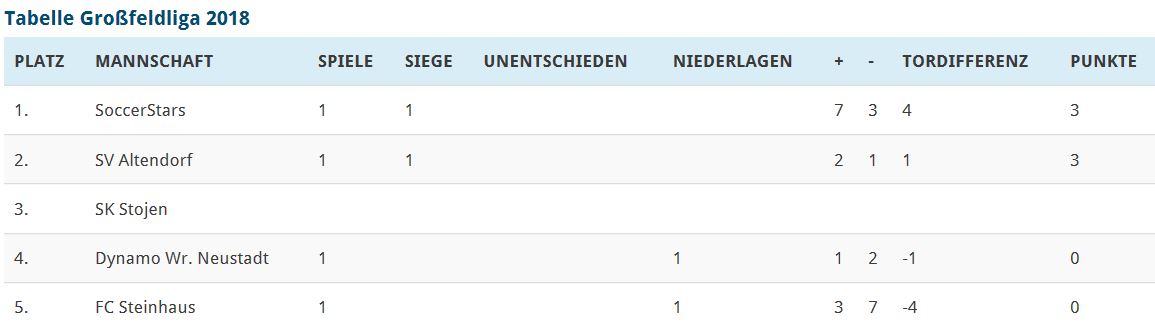 Tabelle Großfeldliga 2018
PLATZ MANNSCHAFT SPIELE SIEGE UNENTSCHIEDEN NIEDERLAGEN + - TORDIFFERENZ PUNKTE
1. SoccerStars 1 1 7 3 4 3
2. SV Altendorf 1 1 2 1 1 3
3. SK Stojen
4. Dynamo Wr. Neustadt 1 1 1 2 -1 0
5. FC Steinhaus 1 1 3 7 -4 0